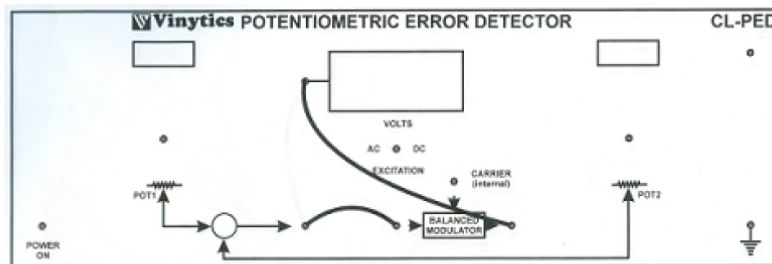 Vinytics POTENTIOMETRIC ERROR DETECTOR CL-PED
VOLTS
AC DC
EXCITATION
CARRIER
(internal)
POT1
POT2
BALANCED
MODULATOR
POWER
ON